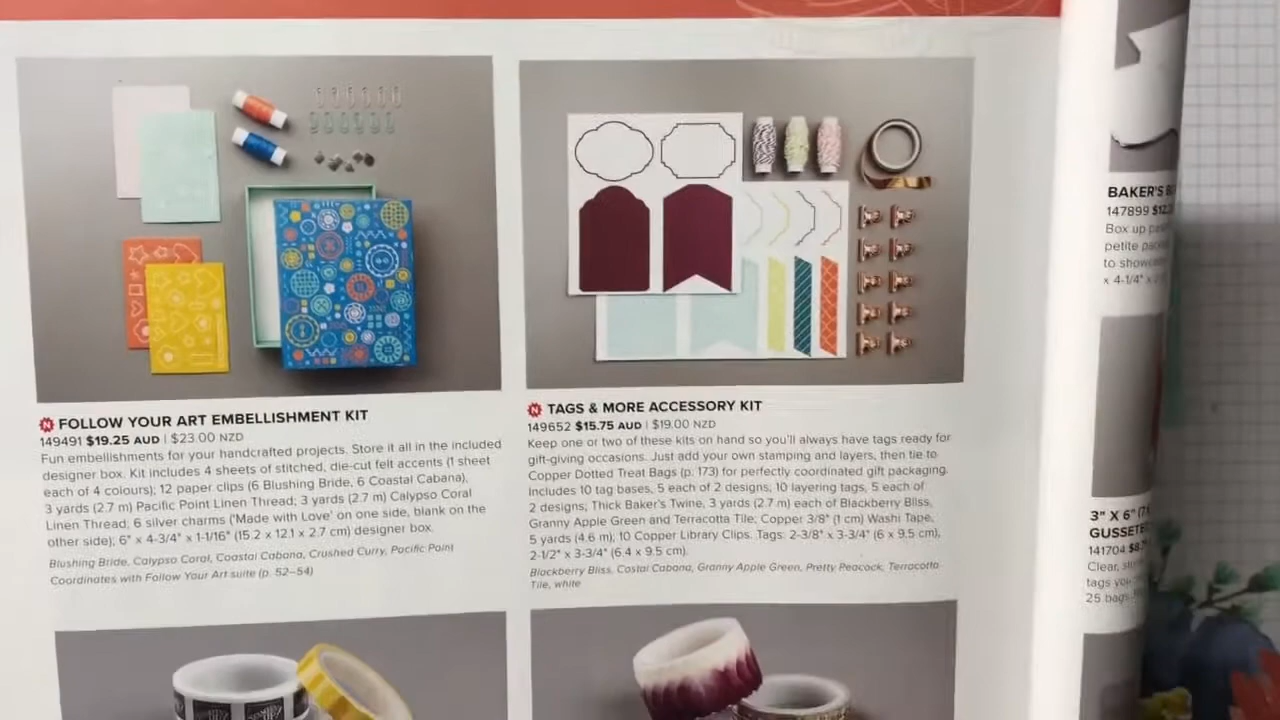 N FOLLOW YOUR ART EMBELLISHMENT KIT
149491 $19.25 AUD | $23.00 NZD
Fun embellishments for your handcrafted projects. Store it all in the included
designer box. Kit includes 4 sheets of stitched, die-cut felt accents (1 sheet
each of 4 colours); 12 paper clips (6 Blushing Bride, 6 Coastal Cabana),
3 yards (2.7 m) Pacific Point Linen Thread; 3 yards (2.7 m) Calypso Coral
Linen Thread; 6 silver charms ('Made with Love' on one side, blank on the
other side); 6" x 4-3/4" x 1-1/16" (15.2 x 12.1 x 2.7 cm) designer box.
Blushing Bride, Calypso Coral, Coastal Cabana, Crushed Curry, Pacific Point
Coordinates with Follow Your Art suite (p. 52–54)
N TAGS & MORE ACCESSORY KIT
149652 $15.75 AUD | $19.00 NZD
Keep one or two of these kits on hand so you'll always have tags ready for
gift-giving occasions. Just add your own stamping and layers, then tie to
Copper Dotted Treat Bags (p. 173) for perfectly coordinated gift packaging.
Includes 10 tag bases, 5 each of 2 designs; 10 layering tags, 5 each of
2 designs; Thick Baker's Twine, 3 yards (2.7 m) each of Blackberry Bliss,
Granny Apple Green and Terracotta Tile; Copper 3/8" (1 cm) Washi Tape,
5 yards (4.6 m); 10 Copper Library Clips. Tags: 2-3/8" x 3-3/4" (6 x 9.5 cm),
2-1/2" x 3-3/4" (6.4 x 9.5 cm).
Blackberry Bliss, Costal Cabana, Granny Apple Green, Pretty Peacock, Terracotta
Tile, white
BAKER'S
147899
Box up
petite
to
x 4-1/4" x
3" X 6"
141704
Clear,
tags
25 bags